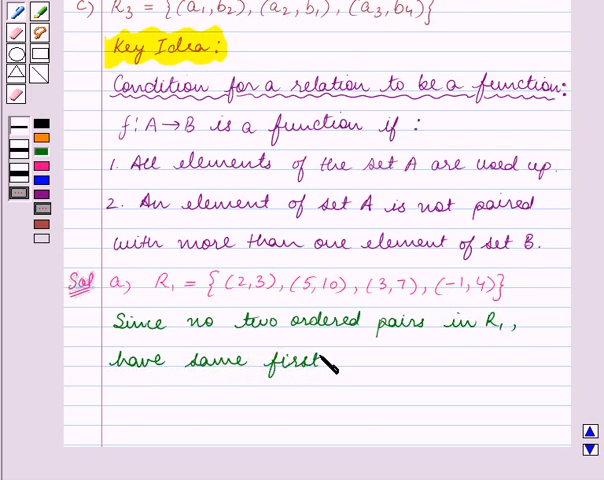 c) R₃ = {(a₁, b₂), (a₂, b₁), (a₃, b₄)}
Key Idea:
Condition for a relation to be a function:
f: A → B is a function if :
1. All elements of the set A are used up.
2. An element of set A is not paired
with more than one element of set B.
Sol a, R₁ = {(2,3), (5,10), (3,7), (-1,4)}
Since no two ordered pairs in R₁,
have same first